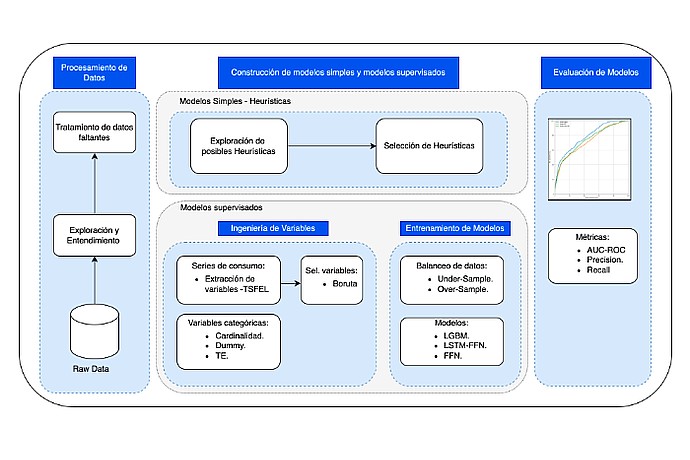 Procesamiento de
Datos
Tratamiento de datos
faltantes
Exploración y
Entendimiento
Raw Data
Construcción de modelos simples y modelos supervisados
Modelos Simples - Heurísticas
Exploración de
posibles Heurísticas
Selección de Heurísticas
Modelos supervisados
Ingeniería de Variables
Series de consumo:
• Extracción de
variables -TSFEL
Sel. variables:
• Boruta
Variables categóricas:
• Cardinalidad.
• Dummy.
• TE.
Entrenamiento de Modelos
Balanceo de datos:
• Under-Sample.
• Over-Sample.
Modelos:
• LGBM.
• LSTM-FFN.
• FFN.
Evaluación de Modelos
Métricas:
• AUC-ROC
• Precision.
• Recall